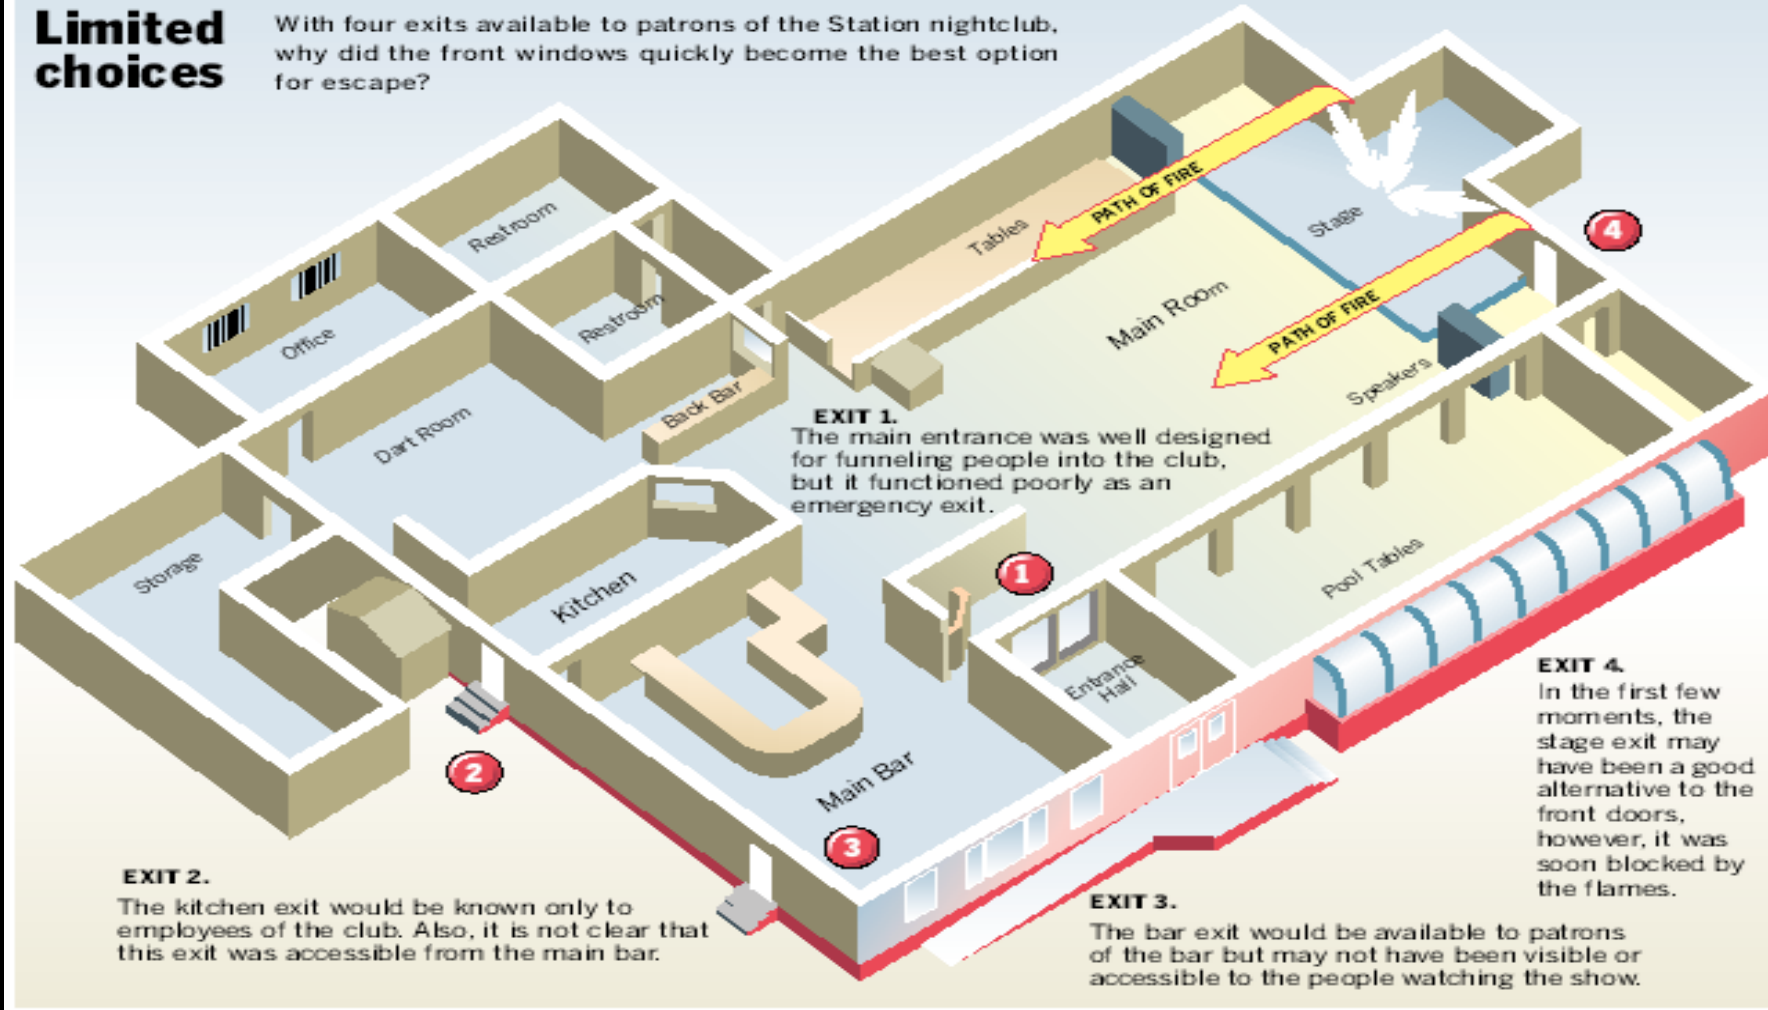 Limited
choices
With four exits available to patrons of the Station nightclub,
why did the front windows quickly become the best option
for escape?
Restroom
Office
Restroom
Dart Room
Back Bar
Storage
Kitchen
Tables
PATH OF FIRE
Stage
4
Main Room
PATH OF FIRE
Speakers
EXIT 1.
The main entrance was well designed
for funneling people into the club,
but it functioned poorly as an
emergency exit.
1
Pool Tables
Entrance
Hall
Main Bar
2
3
EXIT 4.
In the first few
moments, the
stage exit may
have been a good
alternative to the
front doors,
however, it was
soon blocked by
the flames.
EXIT 2.
The kitchen exit would be known only to
employees of the club. Also, it is not clear that
this exit was accessible from the main bar.
EXIT 3.
The bar exit would be available to patrons
of the bar but may not have been visible or
accessible to the people watching the show.